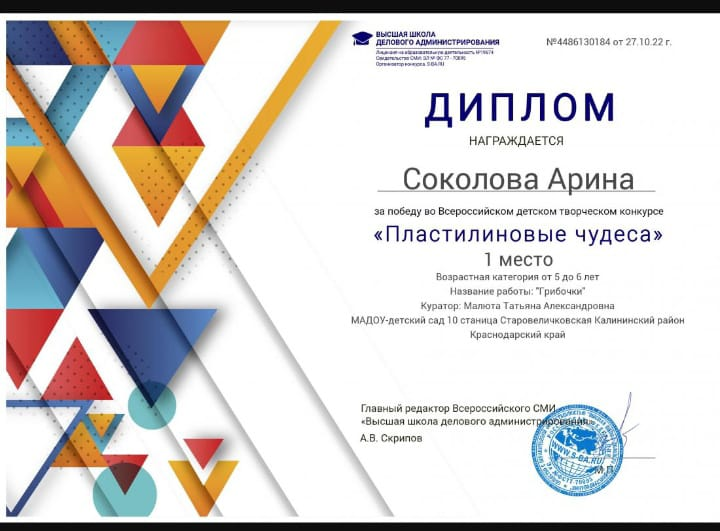 ВЫСШАЯ ШКОЛА
ДЕЛОВОГО АДМИНИСТРИРОВАНИЯ
Лицензия на образовательную деятельность №19674
Свидетельство СМИ: ЭЛ № ФС 77 - 70095
Организатор конкурса: S-BA.RU
№4486130184 от 27.10.22 г.
ДИПЛОМ
НАГРАЖДАЕТСЯ
Соколова Арина
за победу во Всероссийском детском творческом конкурсе
«Пластилиновые чудеса»
1 место
Возрастная категория от 5 до 6 лет
Название работы: "Грибочки"
Куратор: Малюта Татьяна Александровна
МАДОУ-детский сад 10 станица Старовеличковская Калининский район
Краснодарский край
Главный редактор Всероссийского СМИ
«Высшая школа делового администрирования»
А.В. Скрипов
WWW.S-BA.RU
М.П.